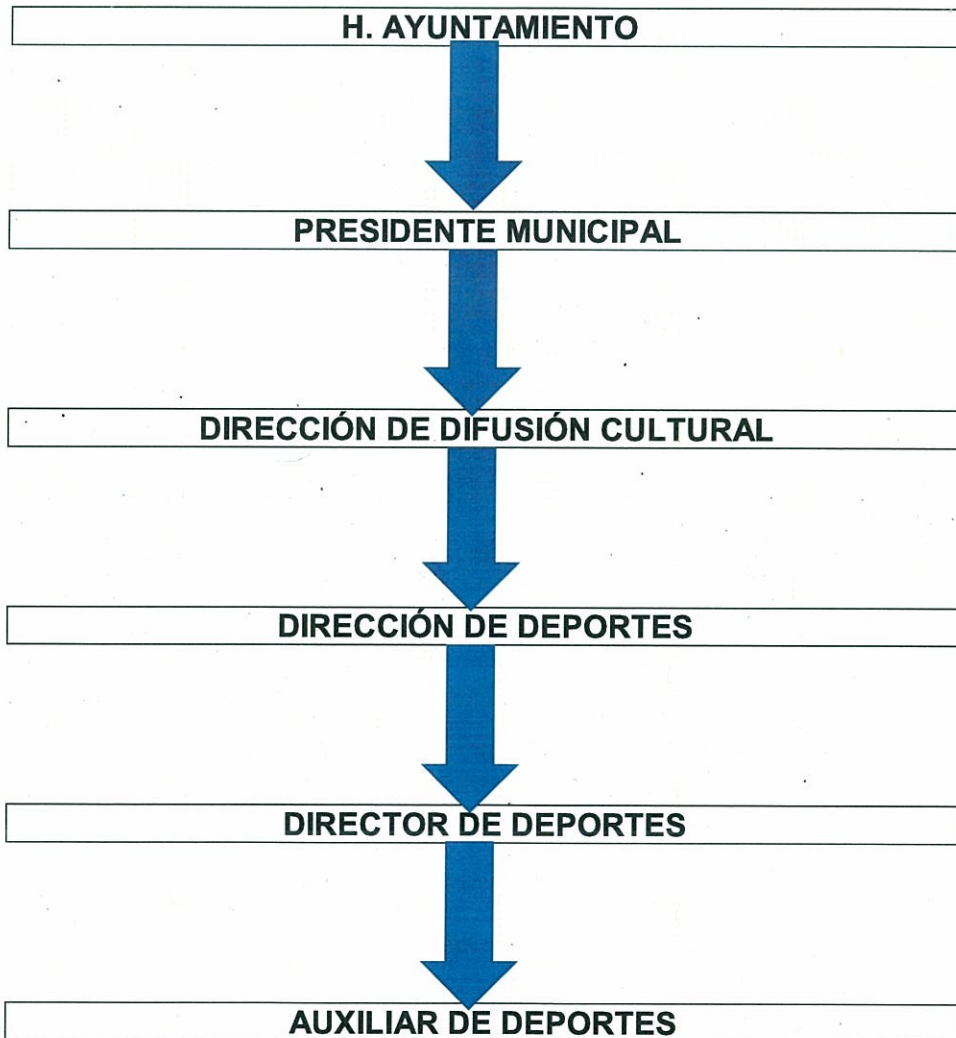 H. AYUNTAMIENTO
PRESIDENTE MUNICIPAL
DIRECCIÓN DE DIFUSIÓN CULTURAL
DIRECCIÓN DE DEPORTES
DIRECTOR DE DEPORTES
AUXILIAR DE DEPORTES